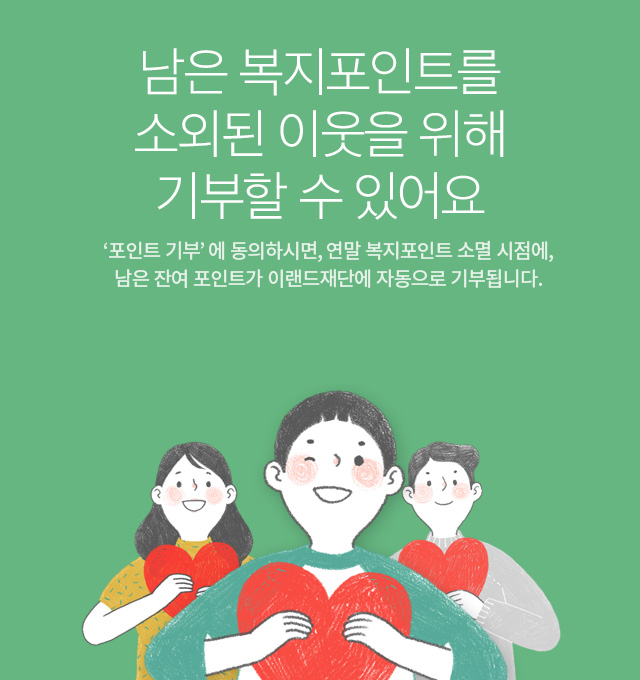 남은 복지포인트를
소외된 이웃을 위해
기부할 수 있어요
‘포인트 기부’ 에 동의하시면, 연말 복지포인트 소멸 시점에,
남은 잔여 포인트가 이랜드재단에 자동으로 기부됩니다.